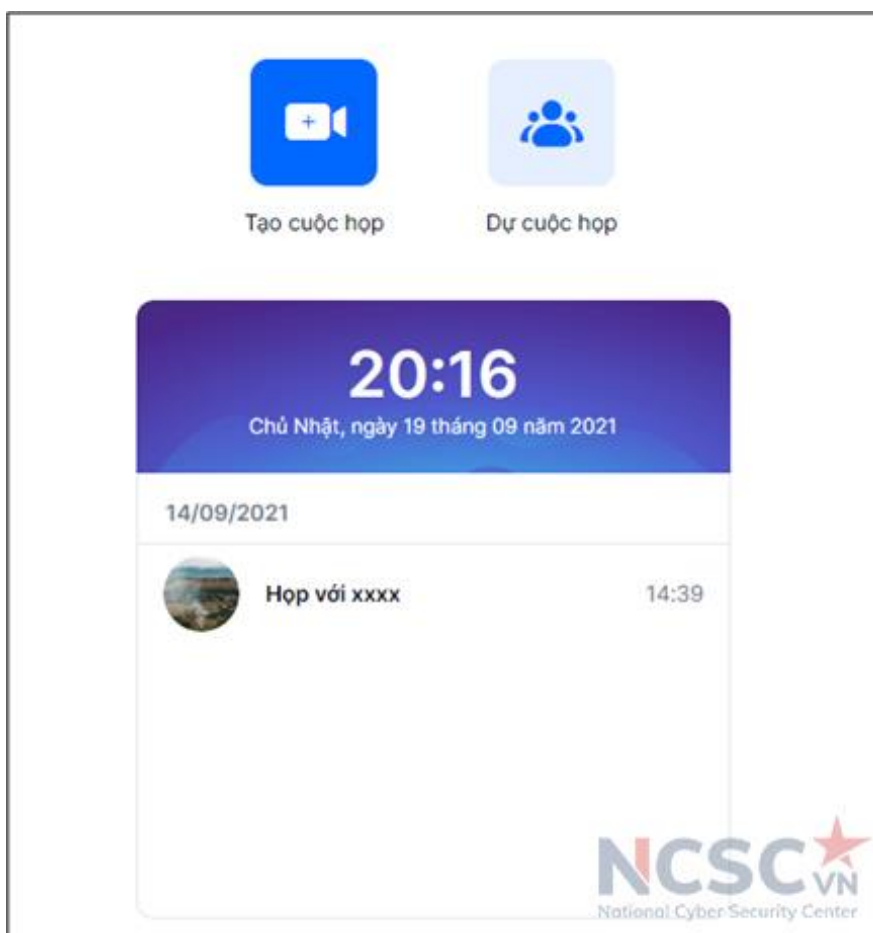 Tạo cuộc họp
Dự cuộc họp
20:16
Chủ Nhật, ngày 19 tháng 09 năm 2021
14/09/2021
Họp với xxxx
14:39
NCSC VN
National Cyber Security Center